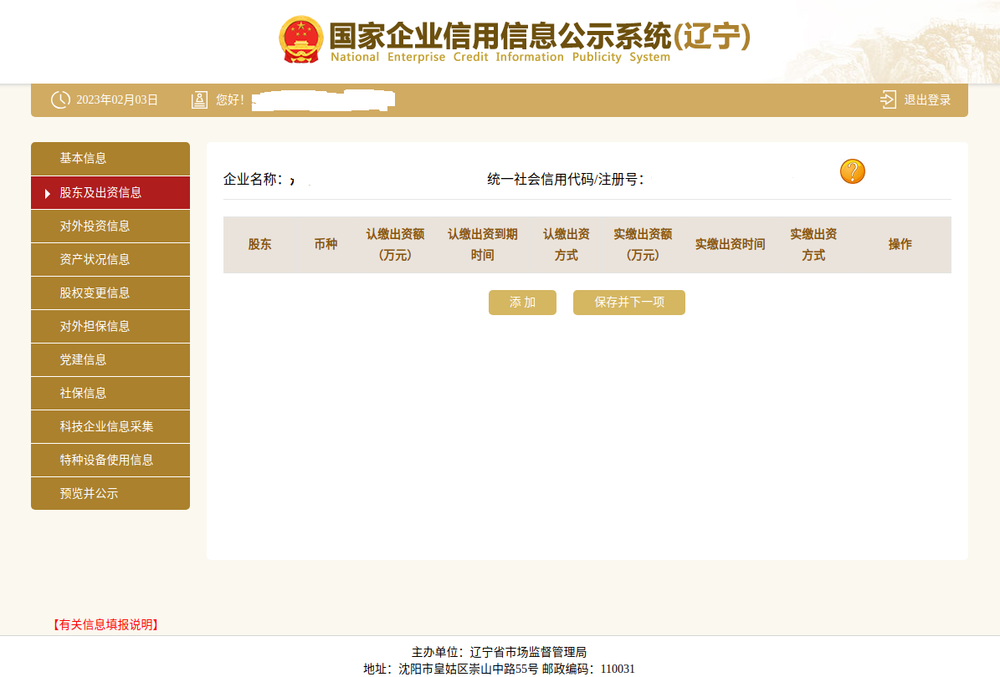 国家企业信用信息公示系统(辽宁)
National Enterprise Credit Information Publicity System
2023年02月03日 您好! 退出登录
基本信息
股东及出资信息
对外投资信息
资产状况信息
股权变更信息
对外担保信息
党建信息
社保信息
科技企业信息采集
特种设备使用信息
预览并公示
企业名称: 统一社会信用代码/注册号:
股东 币种 认缴出资额(万元) 认缴出资到期时间 认缴出资方式 实缴出资额(万元) 实缴出资时间 实缴出资方式 操作
添 加 保存并下一项
【有关信息填报说明】
主办单位:辽宁省市场监督管理局
地址:沈阳市皇姑区崇山中路55号 邮政编码:110031